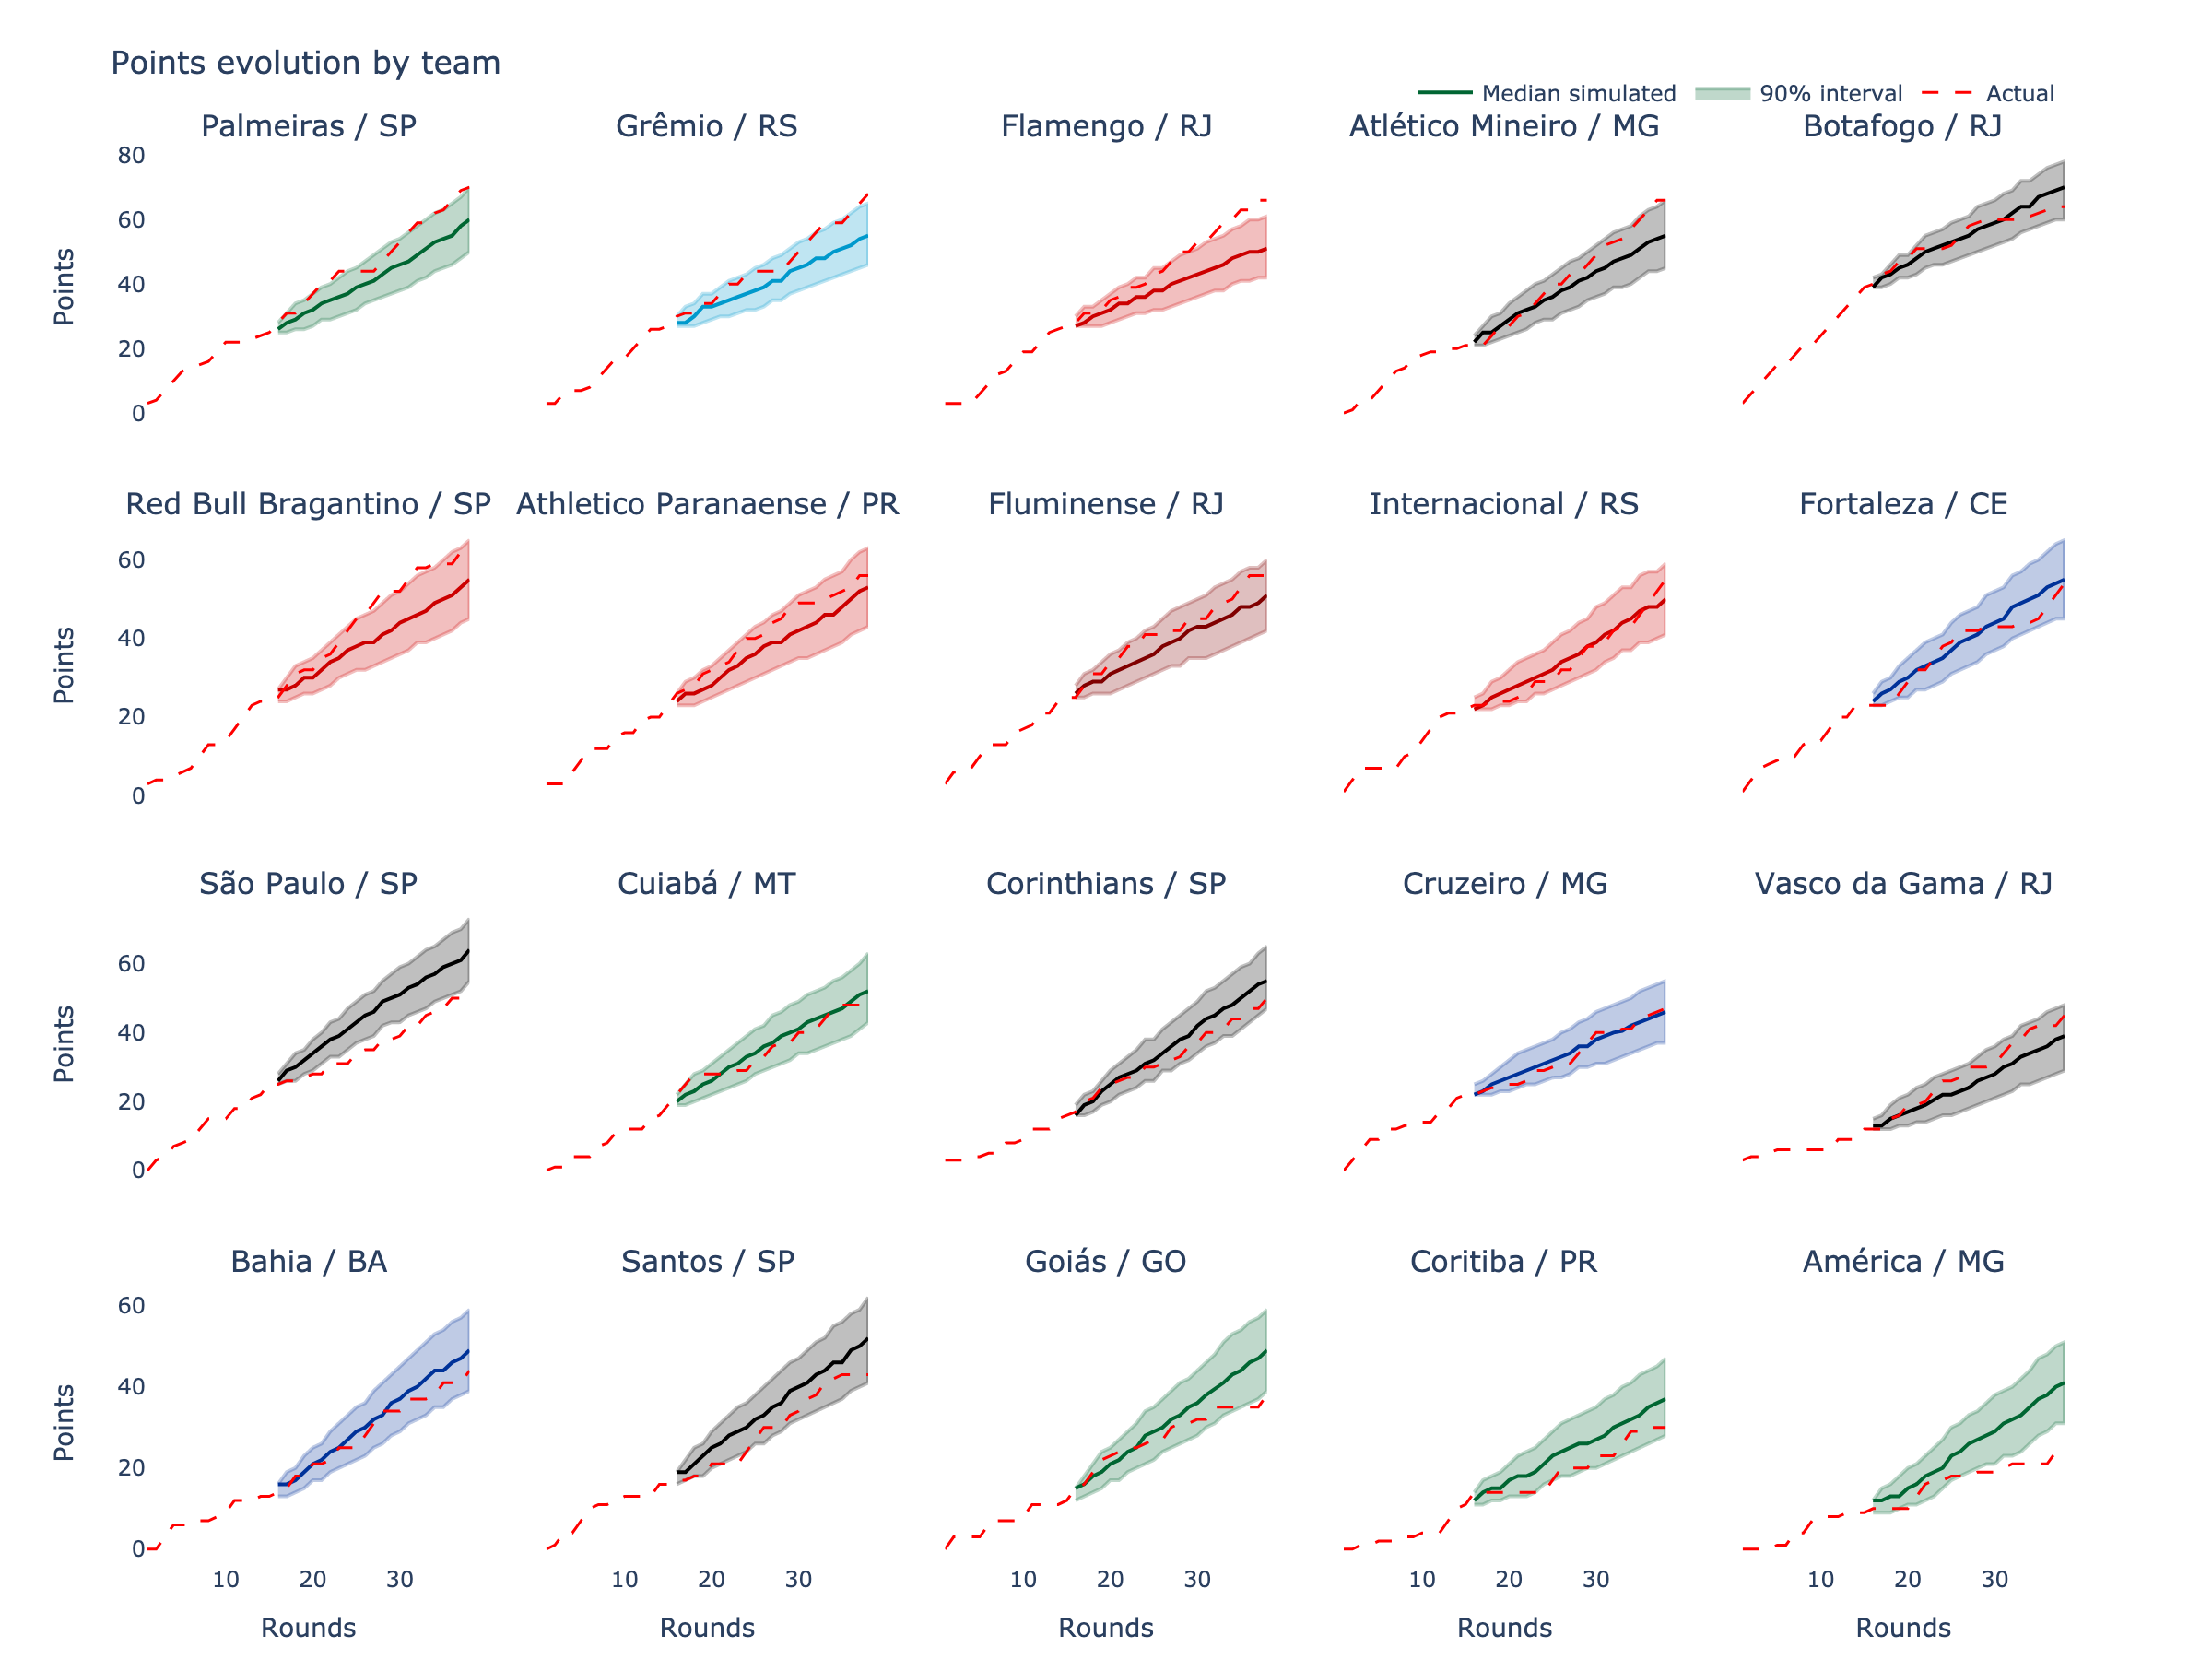 Points evolution by team
Median simulated 90% interval Actual
Palmeiras / SP Grêmio / RS Flamengo / RJ Atlético Mineiro / MG Botafogo / RJ
80
60
40
20
0
Points
Red Bull Bragantino / SP Athletico Paranaense / PR Fluminense / RJ Internacional / RS Fortaleza / CE
60
40
20
0
Points
São Paulo / SP Cuiabá / MT Corinthians / SP Cruzeiro / MG Vasco da Gama / RJ
60
40
20
0
Points
Bahia / BA Santos / SP Goiás / GO Coritiba / PR América / MG
60
40
20
0
Points
10 20 30 10 20 30 10 20 30 10 20 30 10 20 30
Rounds Rounds Rounds Rounds Rounds